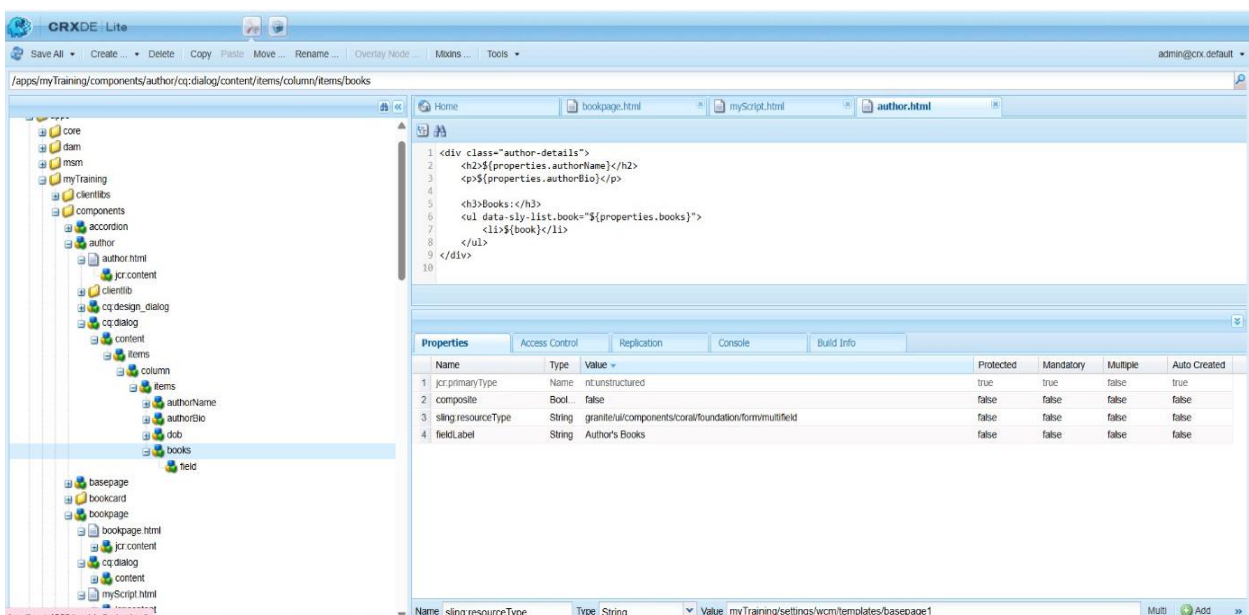 CRXDE Lite
Save All Create ... Delete Copy Paste Move ... Rename ... Overlay Node ... Mixins ... Tools admin@crx.default
/apps/myTraining/components/author/cq:dialog/content/items/column/items/books
Home bookpage.html myScript.html author.html
apps
core
dam
msm
myTraining
clientlibs
components
accordion
author
author.html
jcr:content
clientlib
cq:design_dialog
cq:dialog
content
items
column
items
authorName
authorBio
dob
books
field
basepage
bookcard
bookpage
bookpage.html
jcr:content
cq:dialog
content
myScript.html
1 <div class="author-details">
2 <h2>${properties.authorName}</h2>
3 <p>${properties.authorBio}</p>
4
5 <h3>Books:</h3>
6 <ul data-sly-list.book="${properties.books}">
7 <li>${book}</li>
8 </ul>
9 </div>
10
Properties Access Control Replication Console Build Info
Name Type Value Protected Mandatory Multiple Auto Created
1 jcr:primaryType Name nt:unstructured true true false true
2 composite Bool... false false false false false
3 sling:resourceType String granite/ui/components/coral/foundation/form/multifield false false false false
4 fieldLabel String Author's Books false false false false
Name sling:resourceType Type String Value myTraining/settings/wcm/templates/basepage1 Multi Add